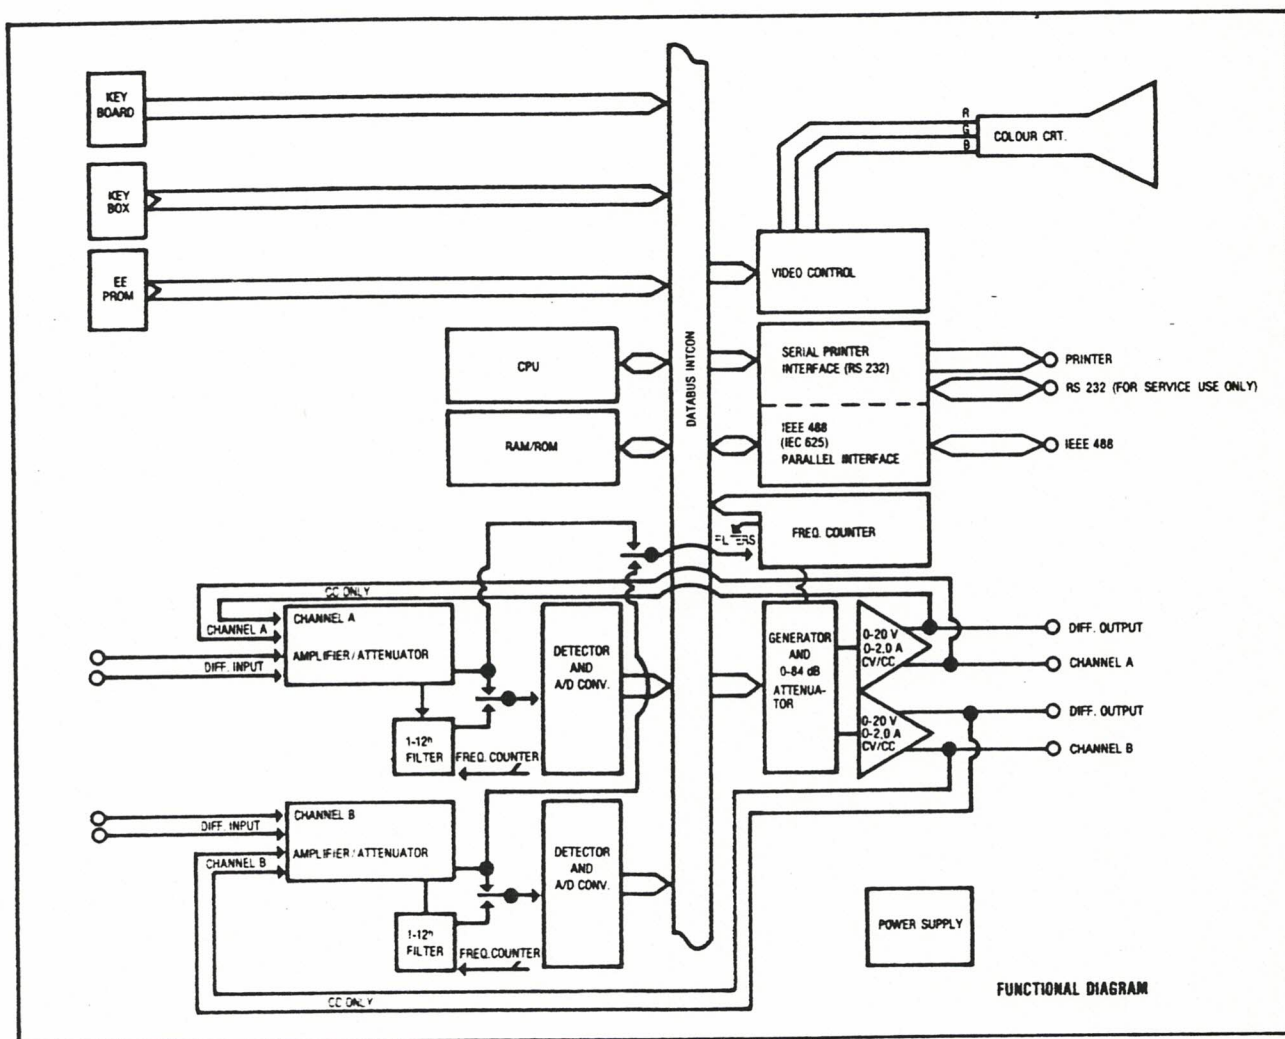 KEY
BOARD
KEY
BOX
EE
PROM
R
G
B
COLOUR CRT.
VIDEO CONTROL
CPU
RAM/ROM
DATABUS INTCON
SERIAL PRINTER
INTERFACE (RS 232)
IEEE 488
(IEC 625)
PARALLEL INTERFACE
PRINTER
RS 232 (FOR SERVICE USE ONLY)
IEEE 488
FREQ. COUNTER
FILTERS
CC ONLY
CHANNEL A
DIFF. INPUT
CHANNEL A
AMPLIFIER/ATTENUATOR
1-12th
FILTER
FREQ. COUNTER
DETECTOR
AND
A/D CONV.
GENERATOR
AND
0-84 dB
ATTENUA-
TOR
0-20 V
0-2,0 A
CV/CC
0-20 V
0-2,0 A
CV/CC
DIFF. OUTPUT
CHANNEL A
DIFF. OUTPUT
CHANNEL B
DIFF. INPUT
CHANNEL B
CHANNEL B
AMPLIFIER/ATTENUATOR
1-12th
FILTER
FREQ. COUNTER
DETECTOR
AND
A/D CONV.
CC ONLY
POWER SUPPLY
FUNCTIONAL DIAGRAM